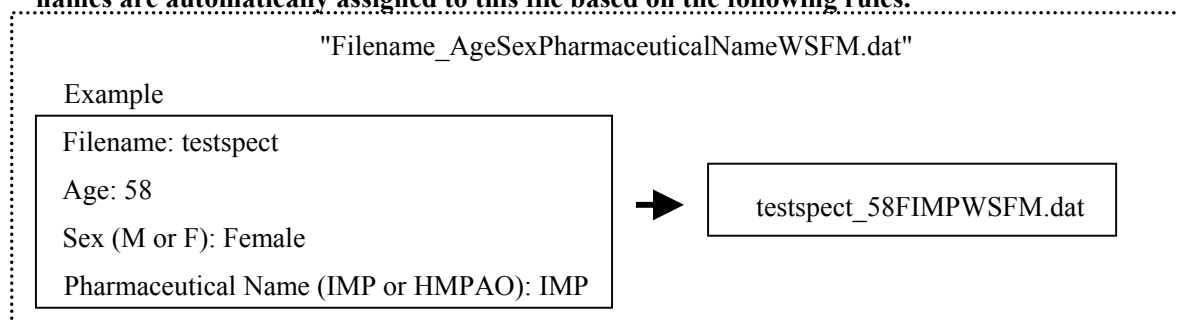 names are automatically assigned to this file based on the following rules.
"Filename_AgeSexPharmaceuticalNameWSFM.dat"
Example
Filename: testspect
Age: 58
Sex (M or F): Female
Pharmaceutical Name (IMP or HMPAO): IMP
testspect_58FIMPWSFM.dat